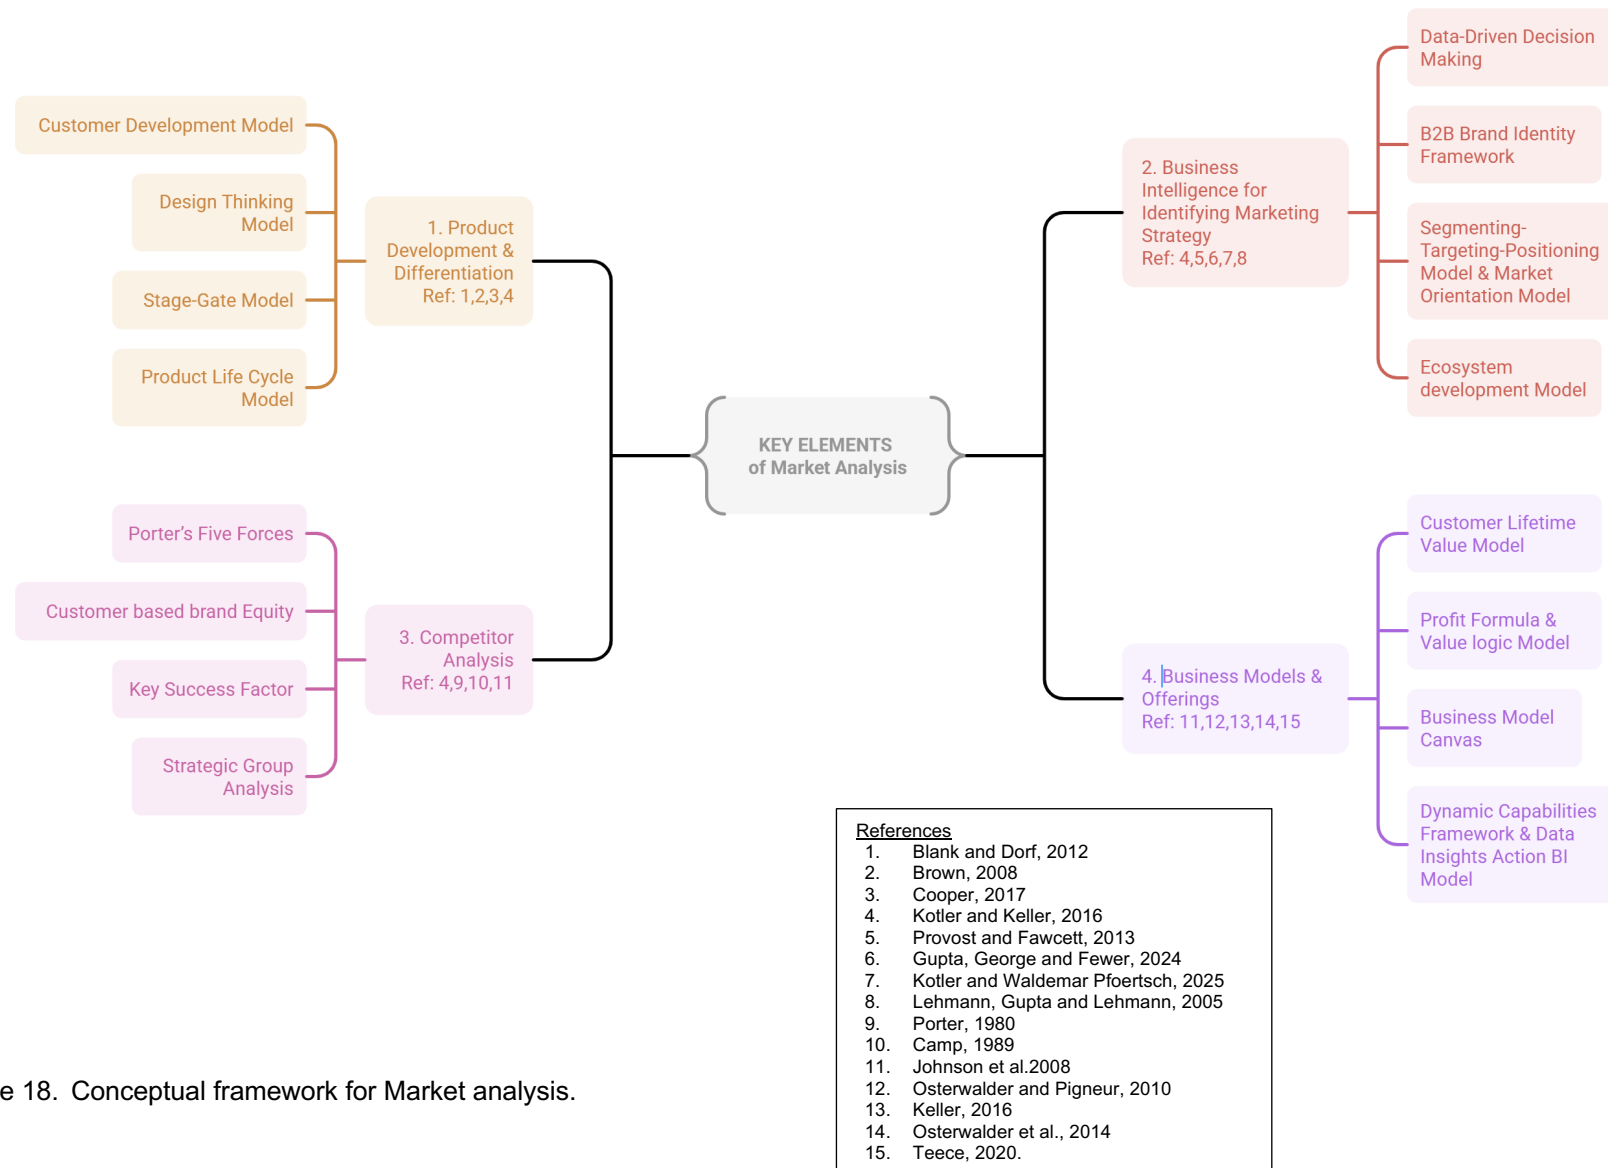 Customer Development Model
Design Thinking
Model
Stage-Gate Model
Product Life Cycle
Model
1. Product
Development &
Differentiation
Ref: 1,2,3,4
Porter’s Five Forces
Customer based brand Equity
Key Success Factor
Strategic Group
Analysis
3. Competitor
Analysis
Ref: 4,9,10,11
KEY ELEMENTS
of Market Analysis
2. Business
Intelligence for
Identifying Marketing
Strategy
Ref: 4,5,6,7,8
Data-Driven Decision
Making
B2B Brand Identity
Framework
Segmenting-
Targeting-Positioning
Model & Market
Orientation Model
Ecosystem
development Model
4. Business Models &
Offerings
Ref: 11,12,13,14,15
Customer Lifetime
Value Model
Profit Formula &
Value logic Model
Business Model
Canvas
Dynamic Capabilities
Framework & Data
Insights Action BI
Model
References
1. Blank and Dorf, 2012
2. Brown, 2008
3. Cooper, 2017
4. Kotler and Keller, 2016
5. Provost and Fawcett, 2013
6. Gupta, George and Fewer, 2024
7. Kotler and Waldemar Pfoertsch, 2025
8. Lehmann, Gupta and Lehmann, 2005
9. Porter, 1980
10. Camp, 1989
11. Johnson et al.2008
12. Osterwalder and Pigneur, 2010
13. Keller, 2016
14. Osterwalder et al., 2014
15. Teece, 2020.
e 18. Conceptual framework for Market analysis.